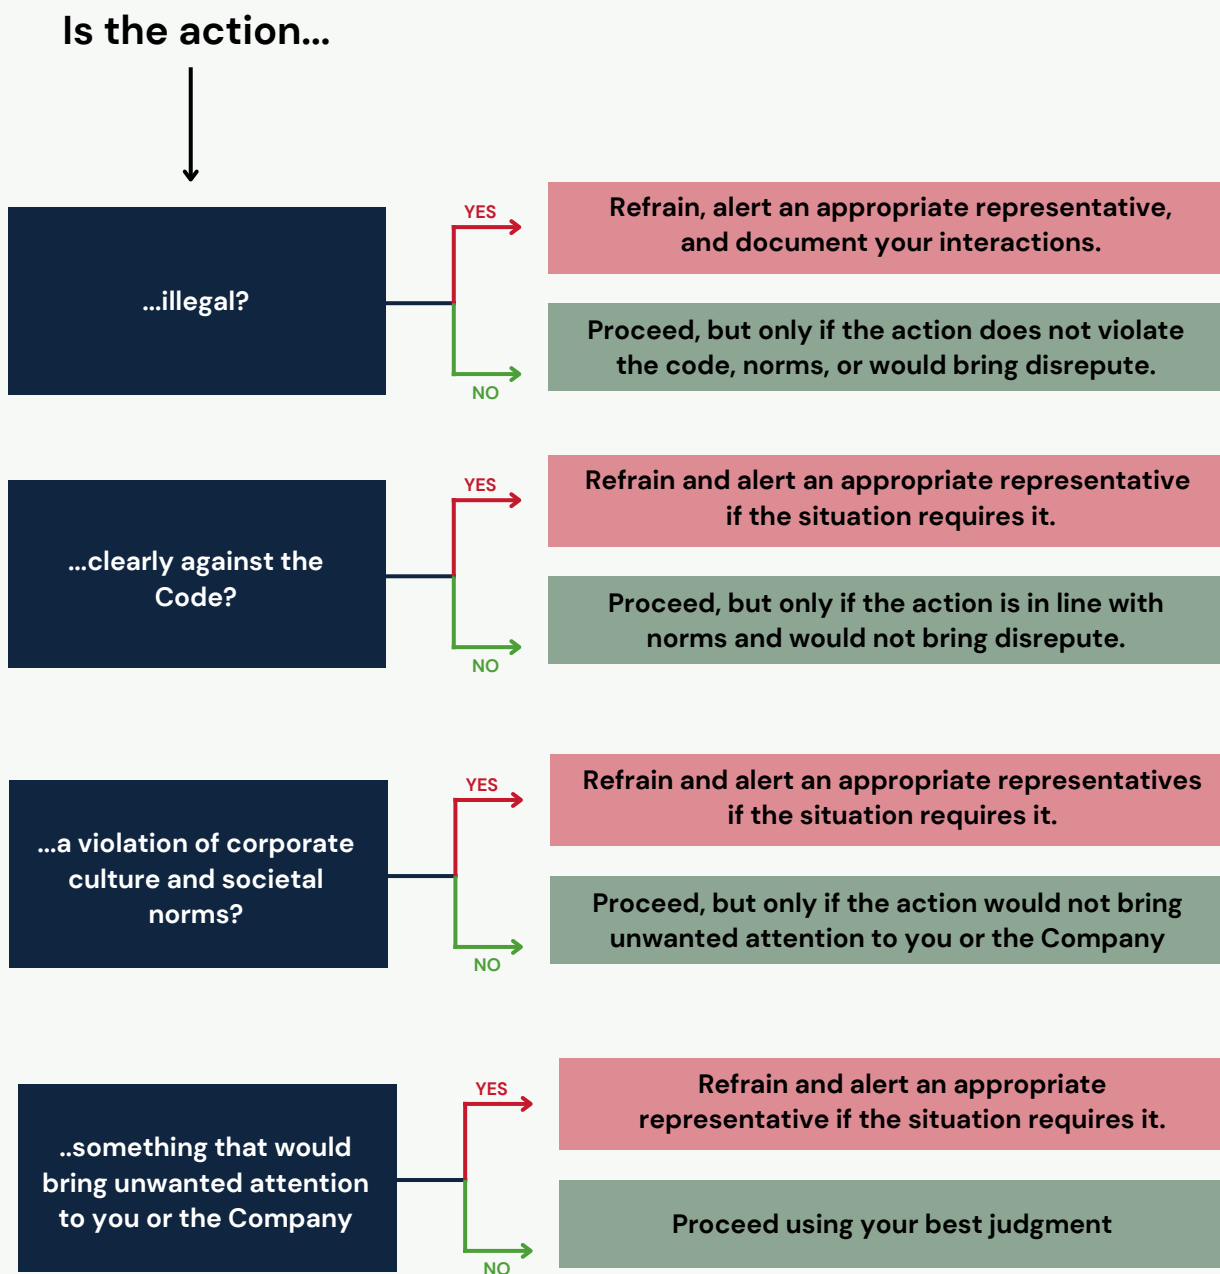 Is the action...
...illegal?
YES
Refrain, alert an appropriate representative,
and document your interactions.
NO
Proceed, but only if the action does not violate
the code, norms, or would bring disrepute.
...clearly against the
Code?
YES
Refrain and alert an appropriate representative
if the situation requires it.
NO
Proceed, but only if the action is in line with
norms and would not bring disrepute.
...a violation of corporate
culture and societal
norms?
YES
Refrain and alert an appropriate representatives
if the situation requires it.
NO
Proceed, but only if the action would not bring
unwanted attention to you or the Company
..something that would
bring unwanted attention
to you or the Company
YES
Refrain and alert an appropriate
representative if the situation requires it.
NO
Proceed using your best judgment